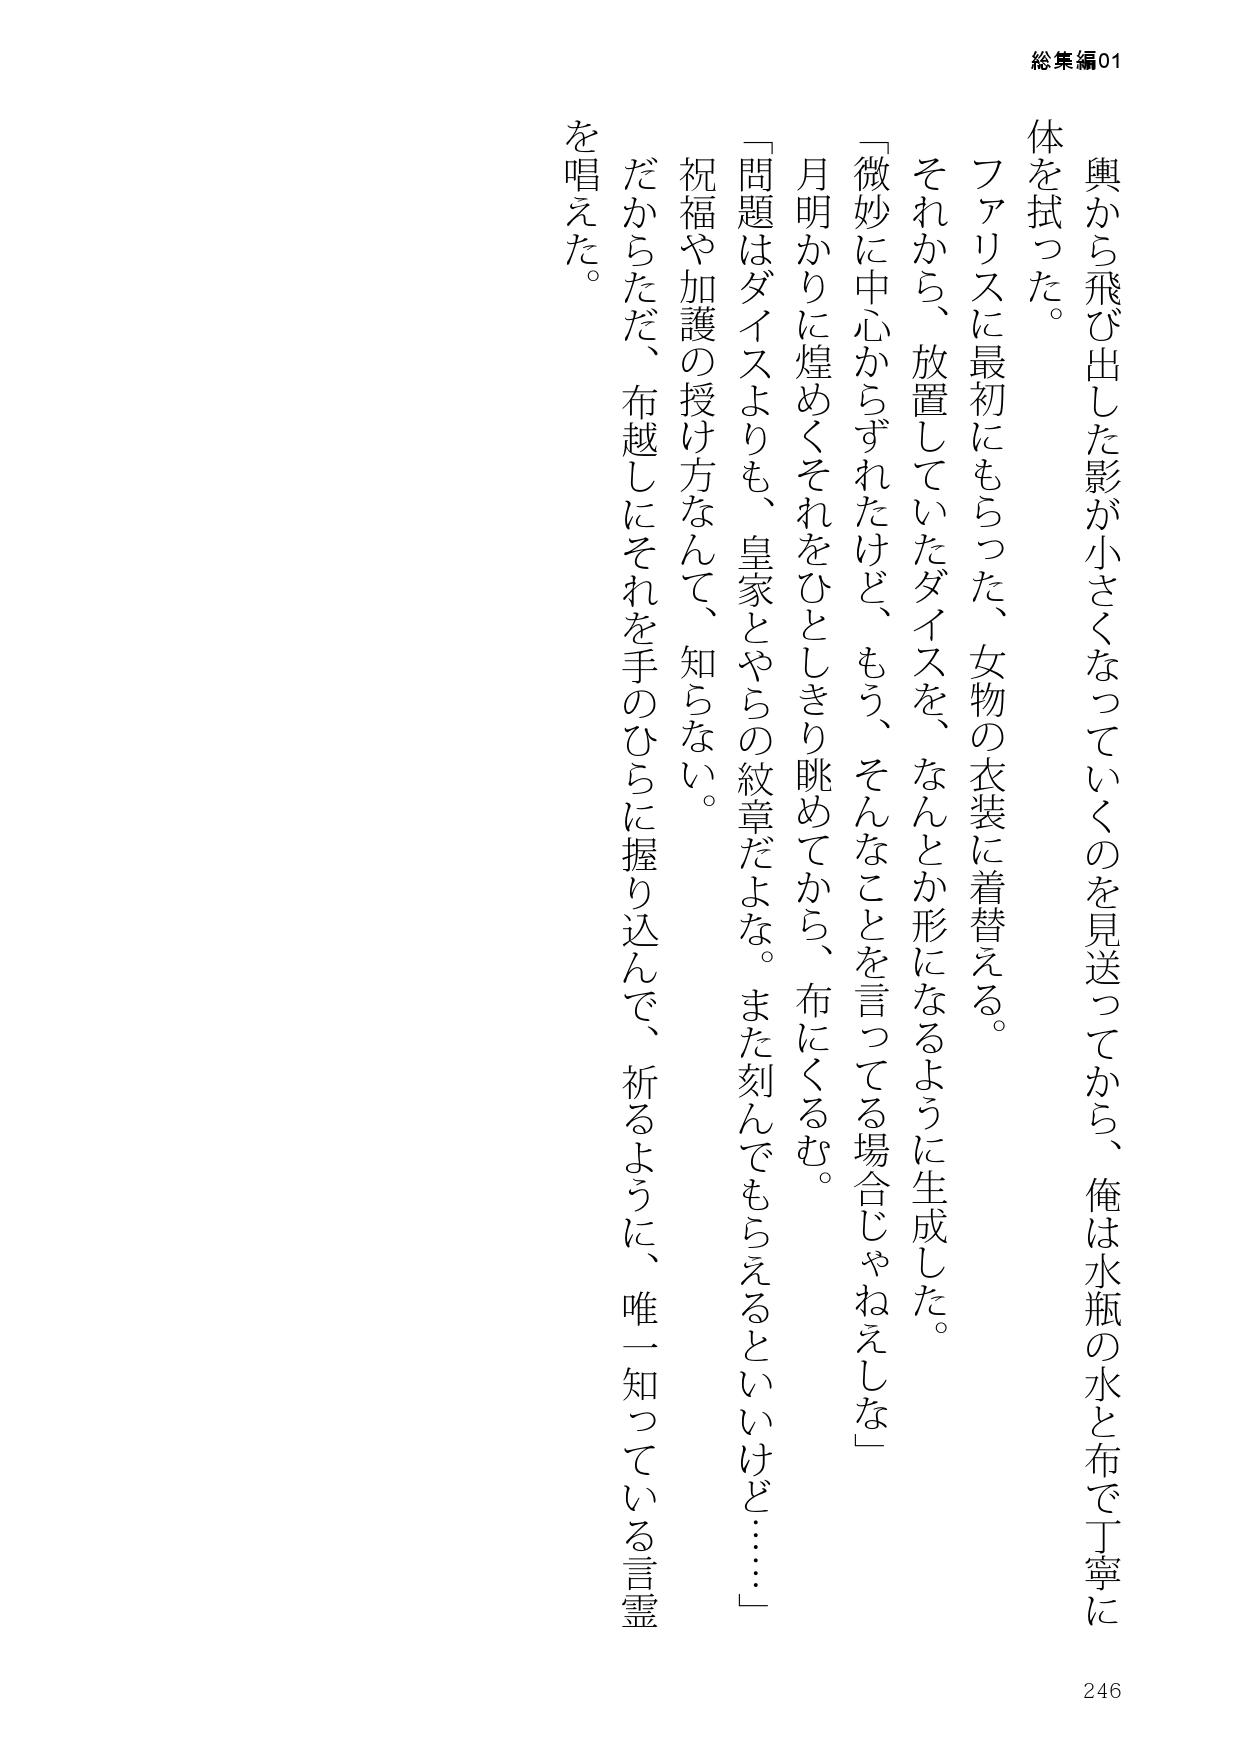 総集編01
　輿から飛び出した影が小さくなっていくのを見送ってから、俺は水瓶の水と布で丁寧に
体を拭った。
　ファリスに最初にもらった、女物の衣装に着替える。
　それから、放置していたダイスを、なんとか形になるように生成した。
「微妙に中心からずれたけど、もう、そんなことを言ってる場合じゃねえしな」
　月明かりに煌めくそれをひとしきり眺めてから、布にくるむ。
「問題はダイスよりも、皇家とやらの紋章だよな。また刻んでもらえるといいけど……」
　祝福や加護の授け方なんて、知らない。
　だからただ、布越しにそれを手のひらに握り込んで、祈るように、唯一知っている言霊
を唱えた。
246